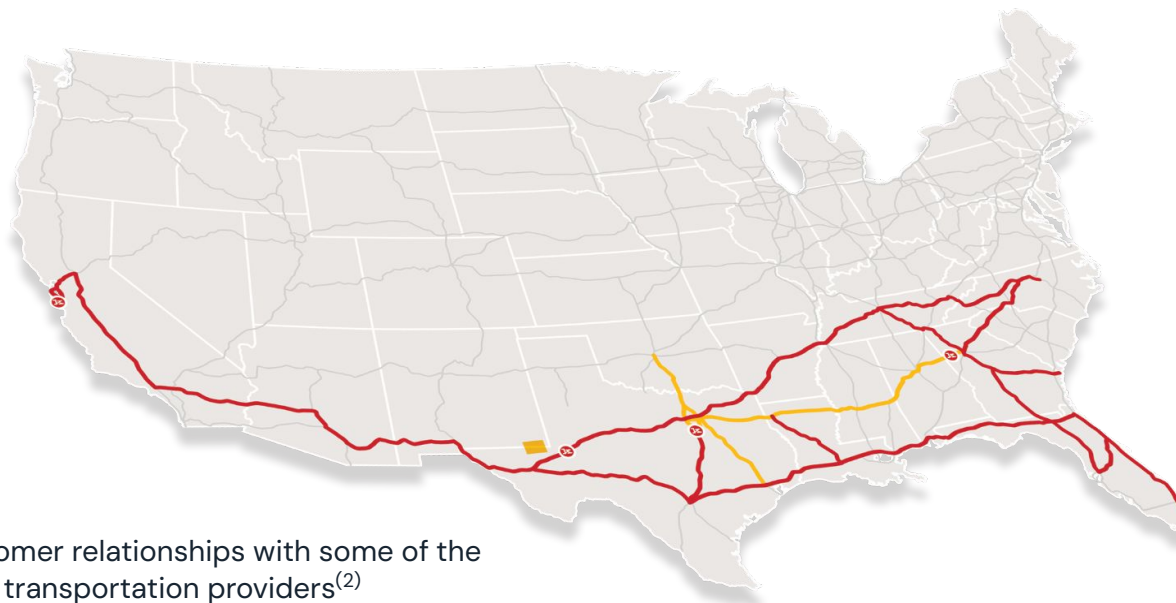 omer relationships with some of the
transportation providers(2)